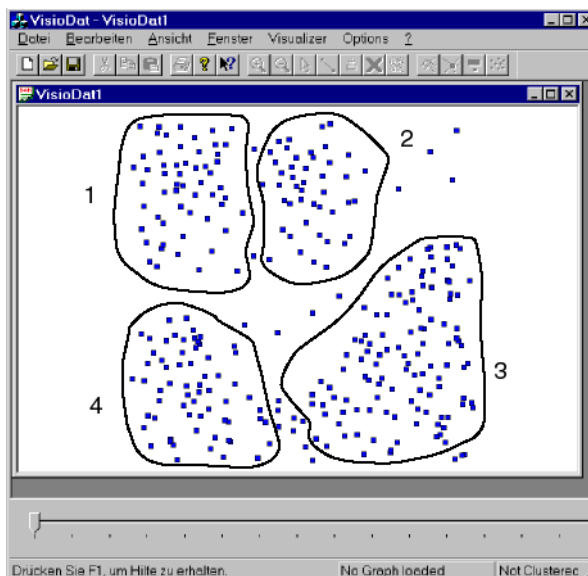 VisioDat - VisioDat1
Datei Bearbeiten Ansicht Fenster Visualizer Options ?
VisioDat1
1
2
3
4
Drücken Sie F1, um Hilfe zu erhalten. No Graph loaded Not Clustered